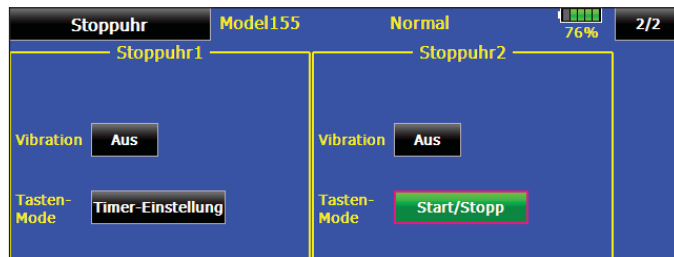 Stoppuhr Model155 Normal 76% 2/2
Stoppuhr1
Vibration Aus
Tasten-
Mode Timer-Einstellung
Stoppuhr2
Vibration Aus
Tasten-
Mode Start/Stopp